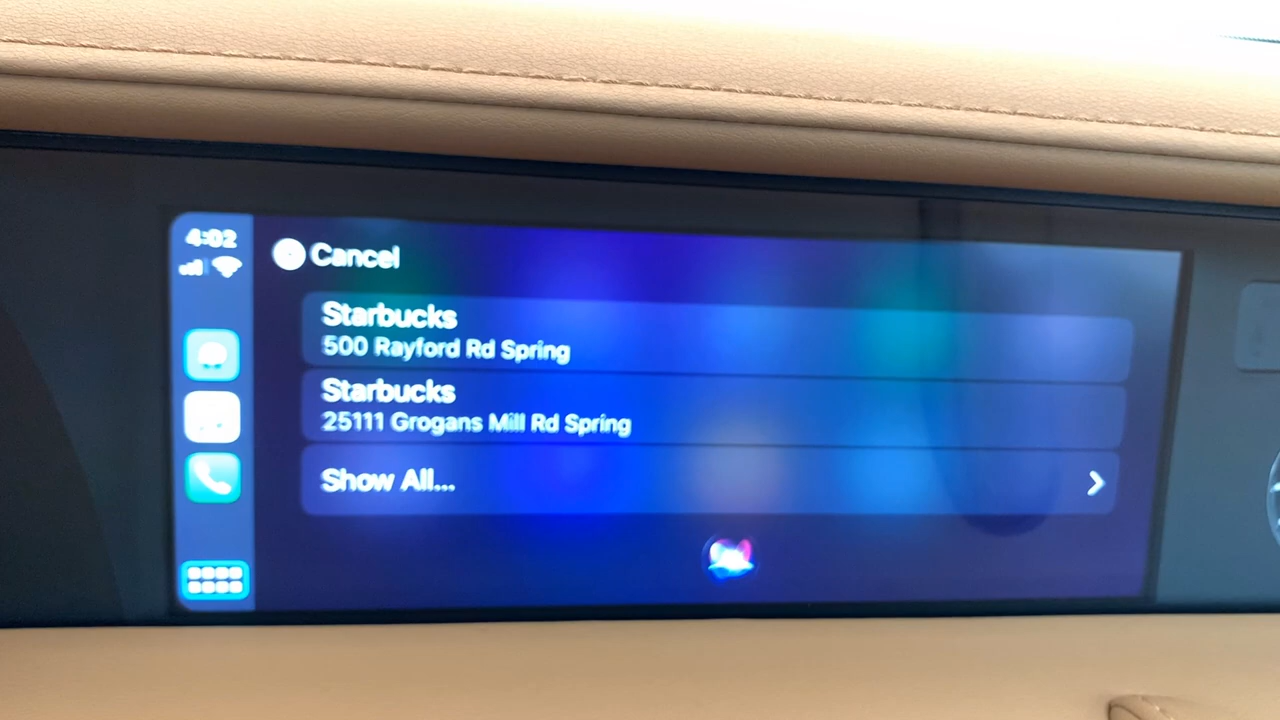 4:02
Cancel
Starbucks
500 Rayford Rd Spring
Starbucks
25111 Grogans Mill Rd Spring
Show All...